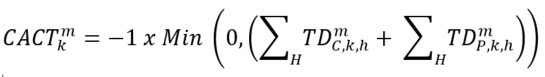 CACT_k^m = −1 x Min (0, (∑_H TD_{C,k,h}^m + ∑_H TD_{P,k,h}^m))